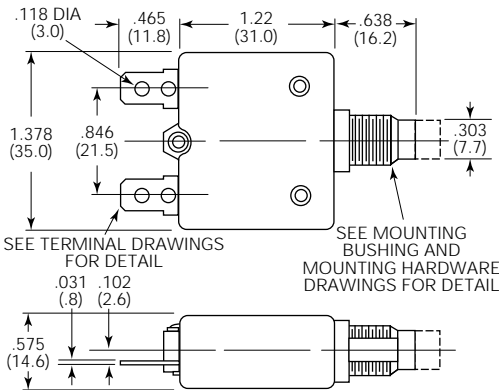 .118 DIA
(3.0)
.465
(11.8)
1.22
(31.0)
.638
(16.2)
1.378
(35.0)
.846
(21.5)
.303
(7.7)
SEE TERMINAL DRAWINGS
FOR DETAIL
SEE MOUNTING
BUSHING AND
MOUNTING HARDWARE
DRAWINGS FOR DETAIL
.031
(.8)
.102
(2.6)
.575
(14.6)